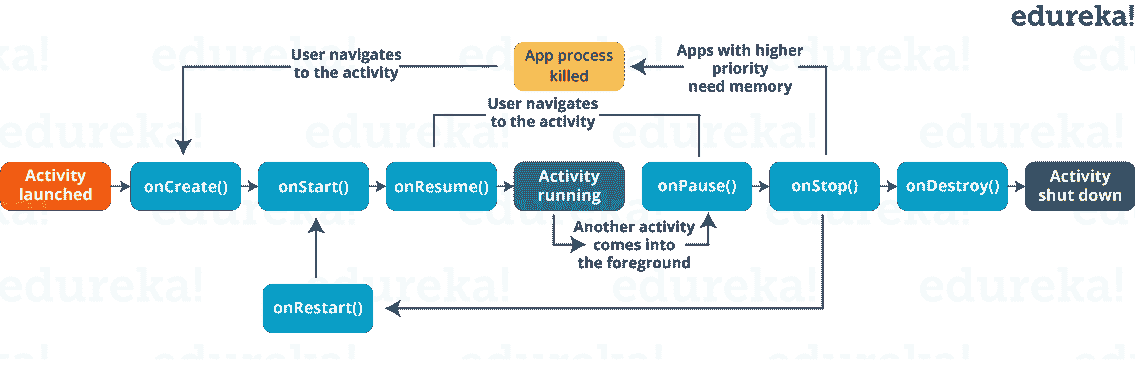 edureka!
User navigates
to the activity
App process
killed
Apps with higher
priority
need memory
User navigates
to the activity
Activity
launched
onCreate()
onStart()
onResume()
Activity
running
onPause()
onStop()
onDestroy()
Activity
shut down
Another activity
comes into
the foreground
onRestart()